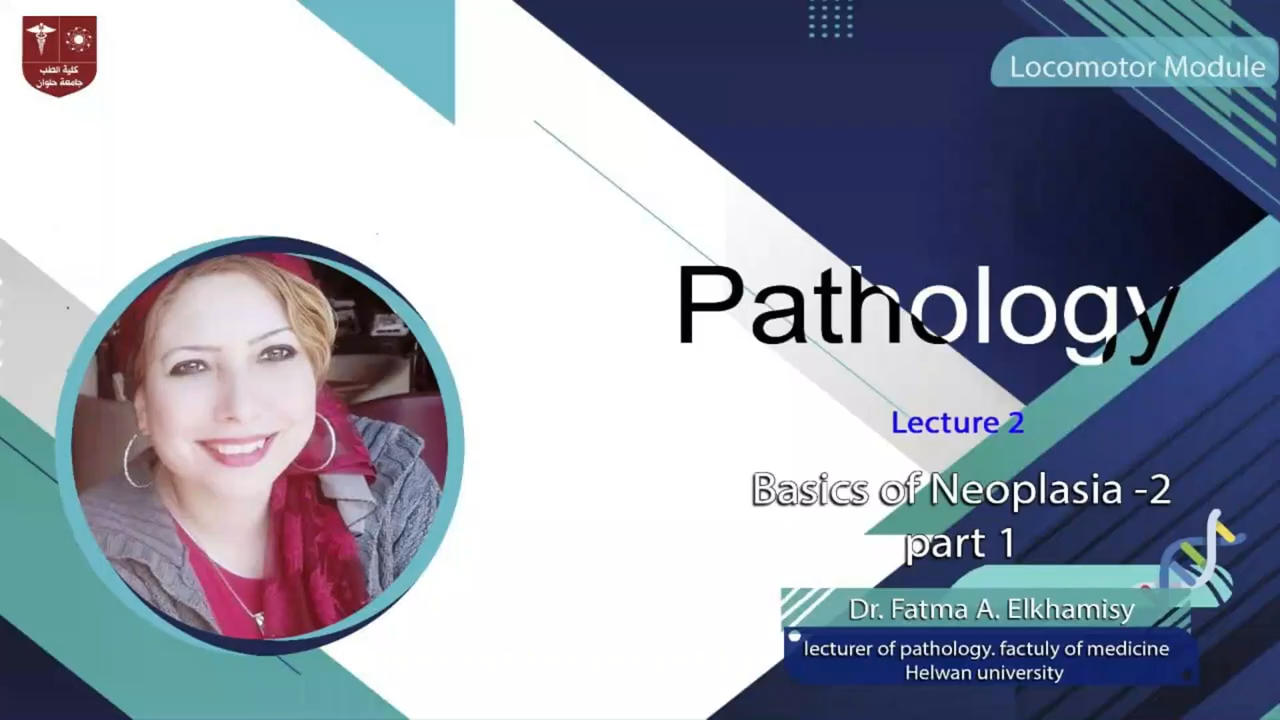 كلية الطب
جامعة حلوان
Locomotor Module
Pathology
Lecture 2
Basics of Neoplasia -2
part 1
Dr. Fatma A. Elkhamisy
lecturer of pathology. factuly of medicine
Helwan university